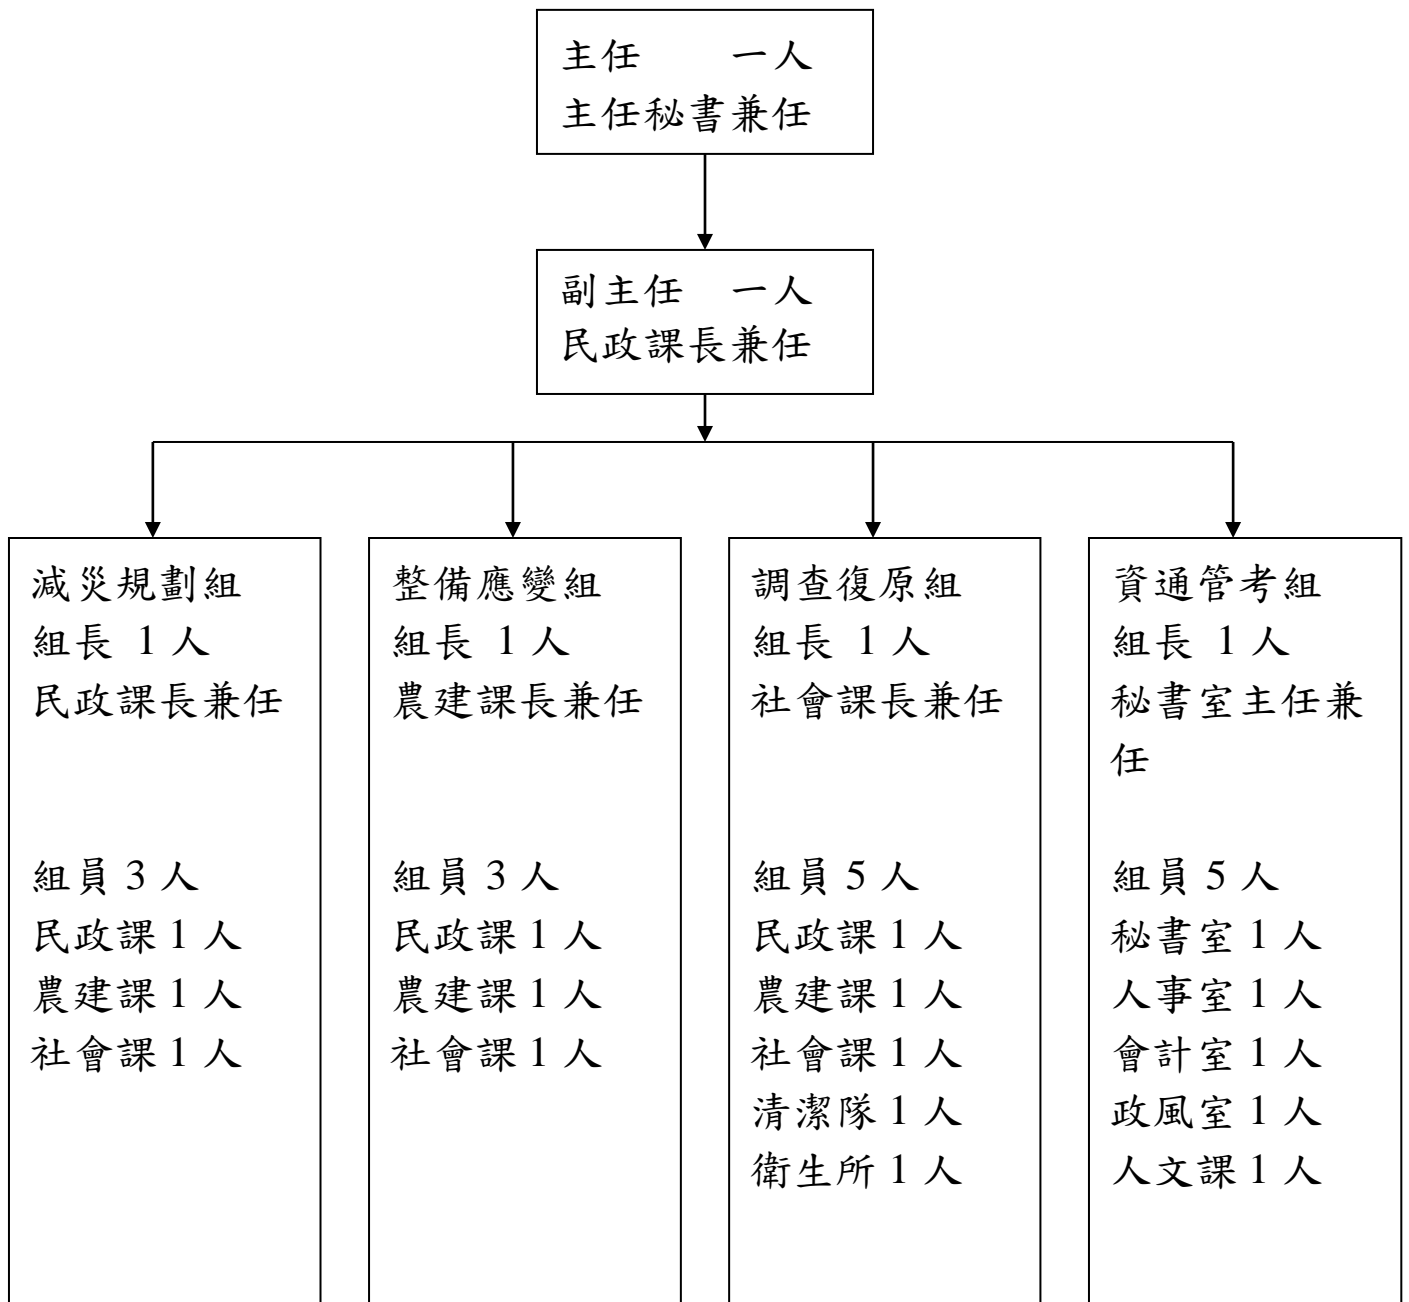 主任　　一人
主任秘書兼任
副主任　一人
民政課長兼任
減災規劃組
組長 1 人
民政課長兼任
組員 3 人
民政課 1 人
農建課 1 人
社會課 1 人
整備應變組
組長 1 人
農建課長兼任
組員 3 人
民政課 1 人
農建課 1 人
社會課 1 人
調查復原組
組長 1 人
社會課長兼任
組員 5 人
民政課 1 人
農建課 1 人
社會課 1 人
清潔隊 1 人
衛生所 1 人
資通管考組
組長 1 人
秘書室主任兼
任
組員 5 人
秘書室 1 人
人事室 1 人
會計室 1 人
政風室 1 人
人文課 1 人